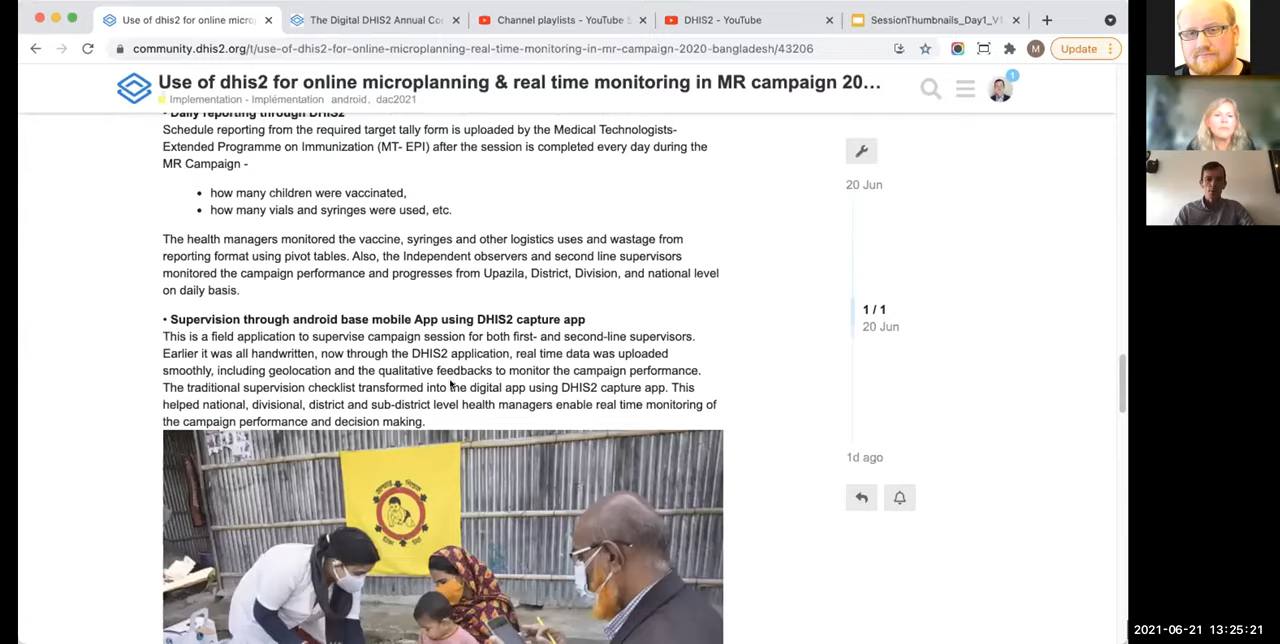 Use of dhis2 for online micropl
The Digital DHIS2 Annual Co
Channel playlists - YouTube
DHIS2 - YouTube
SessionThumbnails_Day1_V1
community.dhis2.org/t/use-of-dhis2-for-online-microplanning-real-time-monitoring-in-mr-campaign-2020-bangladesh/43206
M
Update
Use of dhis2 for online microplanning & real time monitoring in MR campaign 20...
1
Implementation - Implémentation android, dac2021
• Daily reporting through DHIS2
Schedule reporting from the required target tally form is uploaded by the Medical Technologists-
Extended Programme on Immunization (MT- EPI) after the session is completed every day during the
MR Campaign -
• how many children were vaccinated,
• how many vials and syringes were used, etc.
The health managers monitored the vaccine, syringes and other logistics uses and wastage from
reporting format using pivot tables. Also, the Independent observers and second line supervisors
monitored the campaign performance and progresses from Upazila, District, Division, and national level
on daily basis.
• Supervision through android base mobile App using DHIS2 capture app
This is a field application to supervise campaign session for both first- and second-line supervisors.
Earlier it was all handwritten, now through the DHIS2 application, real time data was uploaded
smoothly, including geolocation and the qualitative feedbacks to monitor the campaign performance.
The traditional supervision checklist transformed into the digital app using DHIS2 capture app. This
helped national, divisional, district and sub-district level health managers enable real time monitoring of
the campaign performance and decision making.
20 Jun
1 / 1
20 Jun
1d ago
2021-06-21 13:25:21